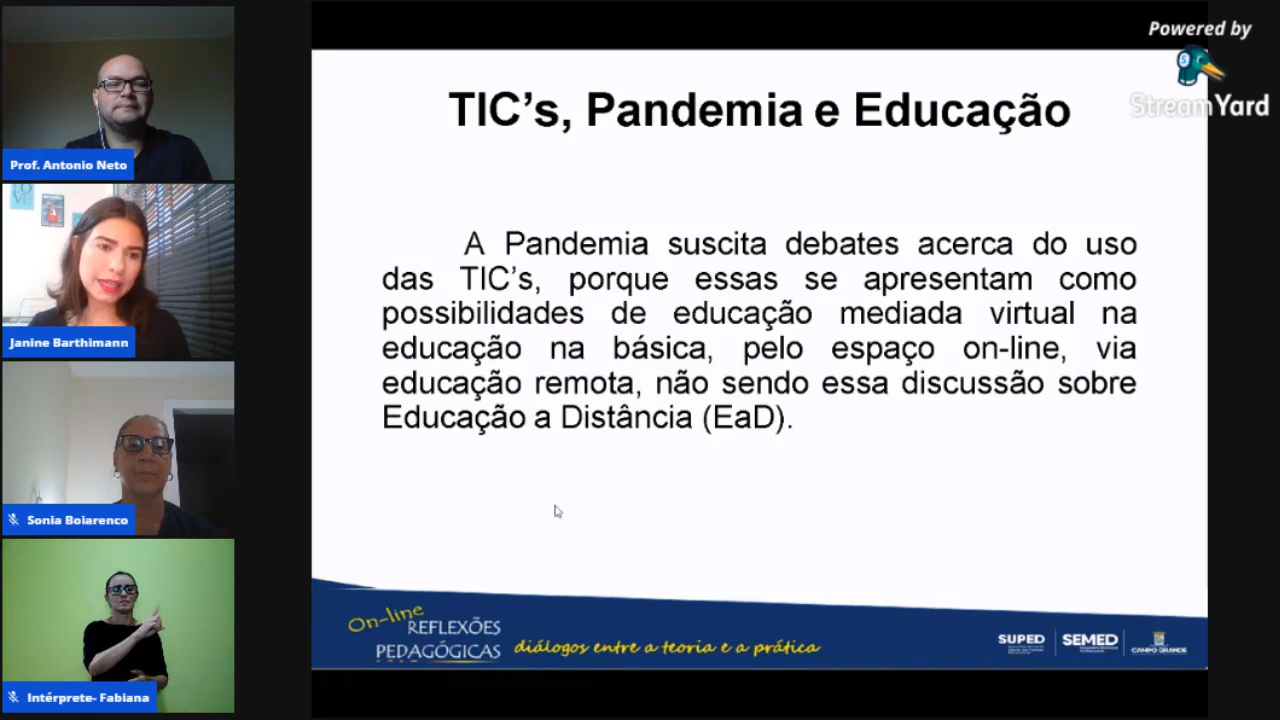 Powered by
StreamYard
Prof. Antonio Neto
Janine Barthimann
Sonia Boiarenco
Intérprete- Fabiana
TIC's, Pandemia e Educação
A Pandemia suscita debates acerca do uso
das TIC's, porque essas se apresentam como
possibilidades de educação mediada virtual na
educação na básica, pelo espaço on-line, via
educação remota, não sendo essa discussão sobre
Educação a Distância (EaD).
On-line
REFLEXÕES
PEDAGÓGICAS
diálogos entre a teoria e a prática
SUPED
SEMED
CAMPO GRANDE